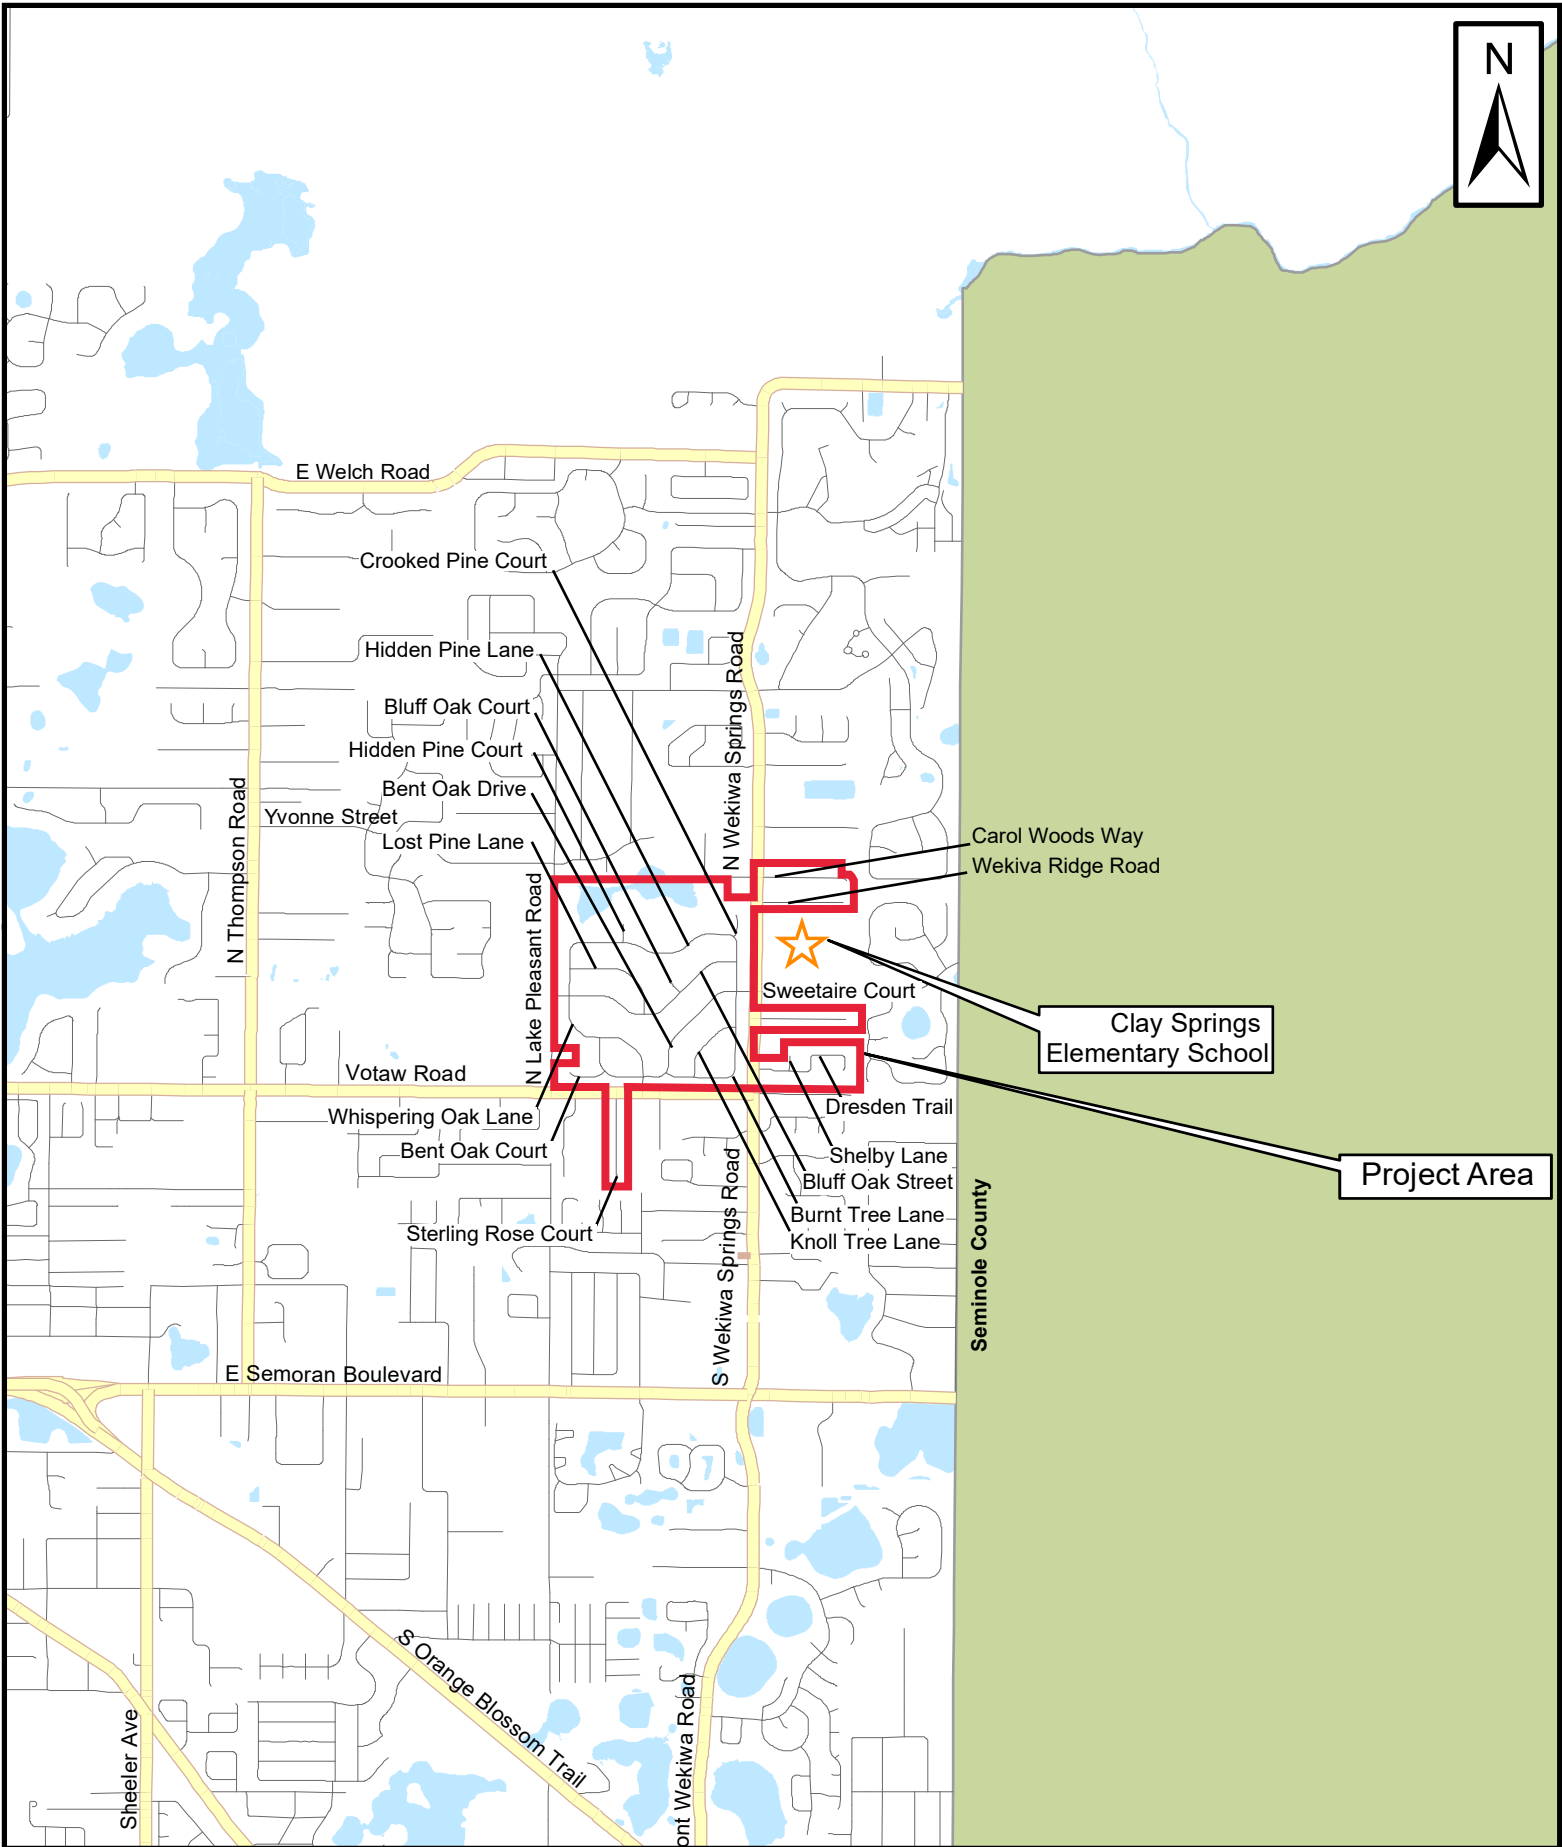 N
E Welch Road
Crooked Pine Court
Hidden Pine Lane
N Wekiwa Springs Road
Bluff Oak Court
Hidden Pine Court
Bent Oak Drive
N Thompson Road
Yvonne Street
Lost Pine Lane
Carol Woods Way
Wekiva Ridge Road
N Lake Pleasant Road
Sweetaire Court
Clay Springs
Elementary School
Votaw Road
Dresden Trail
Whispering Oak Lane
Bent Oak Court
Shelby Lane
Project Area
Bluff Oak Street
Burnt Tree Lane
Sterling Rose Court
Knoll Tree Lane
S Wekiwa Springs Road
Seminole County
E Semoran Boulevard
S Orange Blossom Trail
Sheeler Ave
ont Wekiwa Road